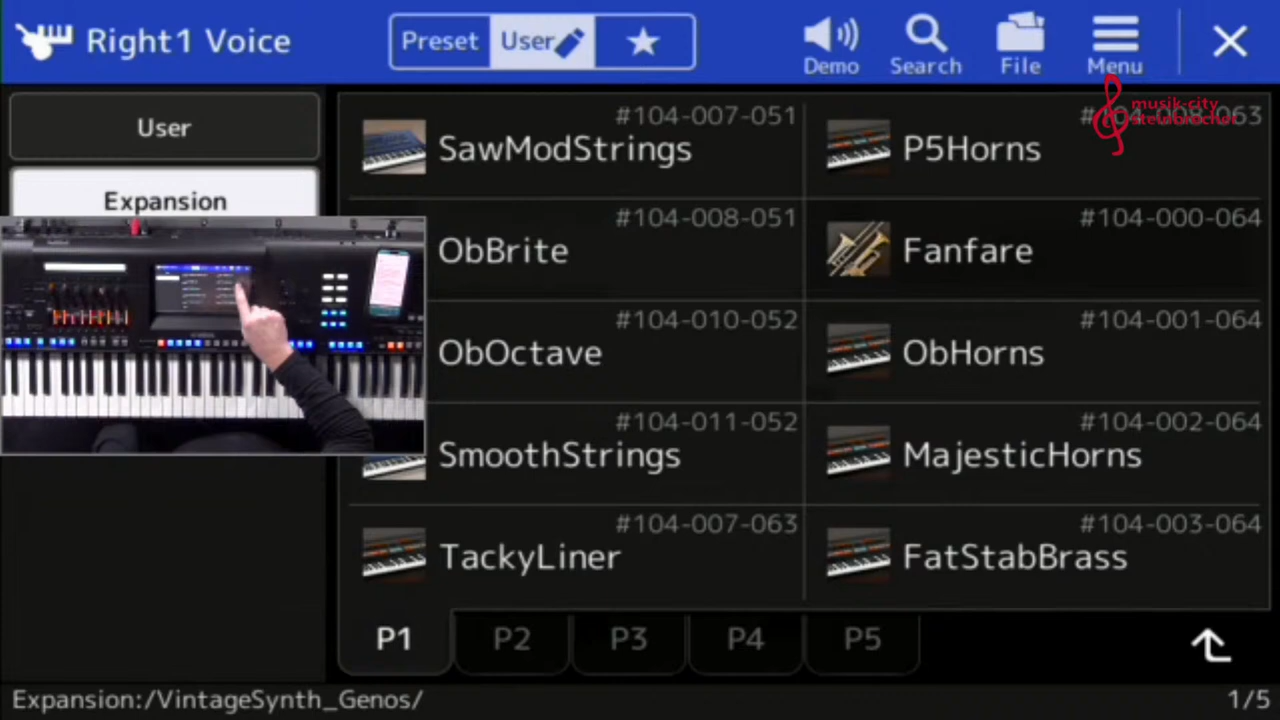 Right1 Voice
Preset
User
Demo
Search
File
Menu
User
Expansion
#104-007-051
SawModStrings
P5Horns
musik-city
steinbrecher
#104-008-051
ObBrite
#104-000-064
Fanfare
#104-010-052
ObOctave
#104-001-064
ObHorns
#104-011-052
SmoothStrings
#104-002-064
MajesticHorns
#104-007-063
TackyLiner
#104-003-064
FatStabBrass
P1
P2
P3
P4
P5
Expansion:/VintageSynth_Genos/
1/5